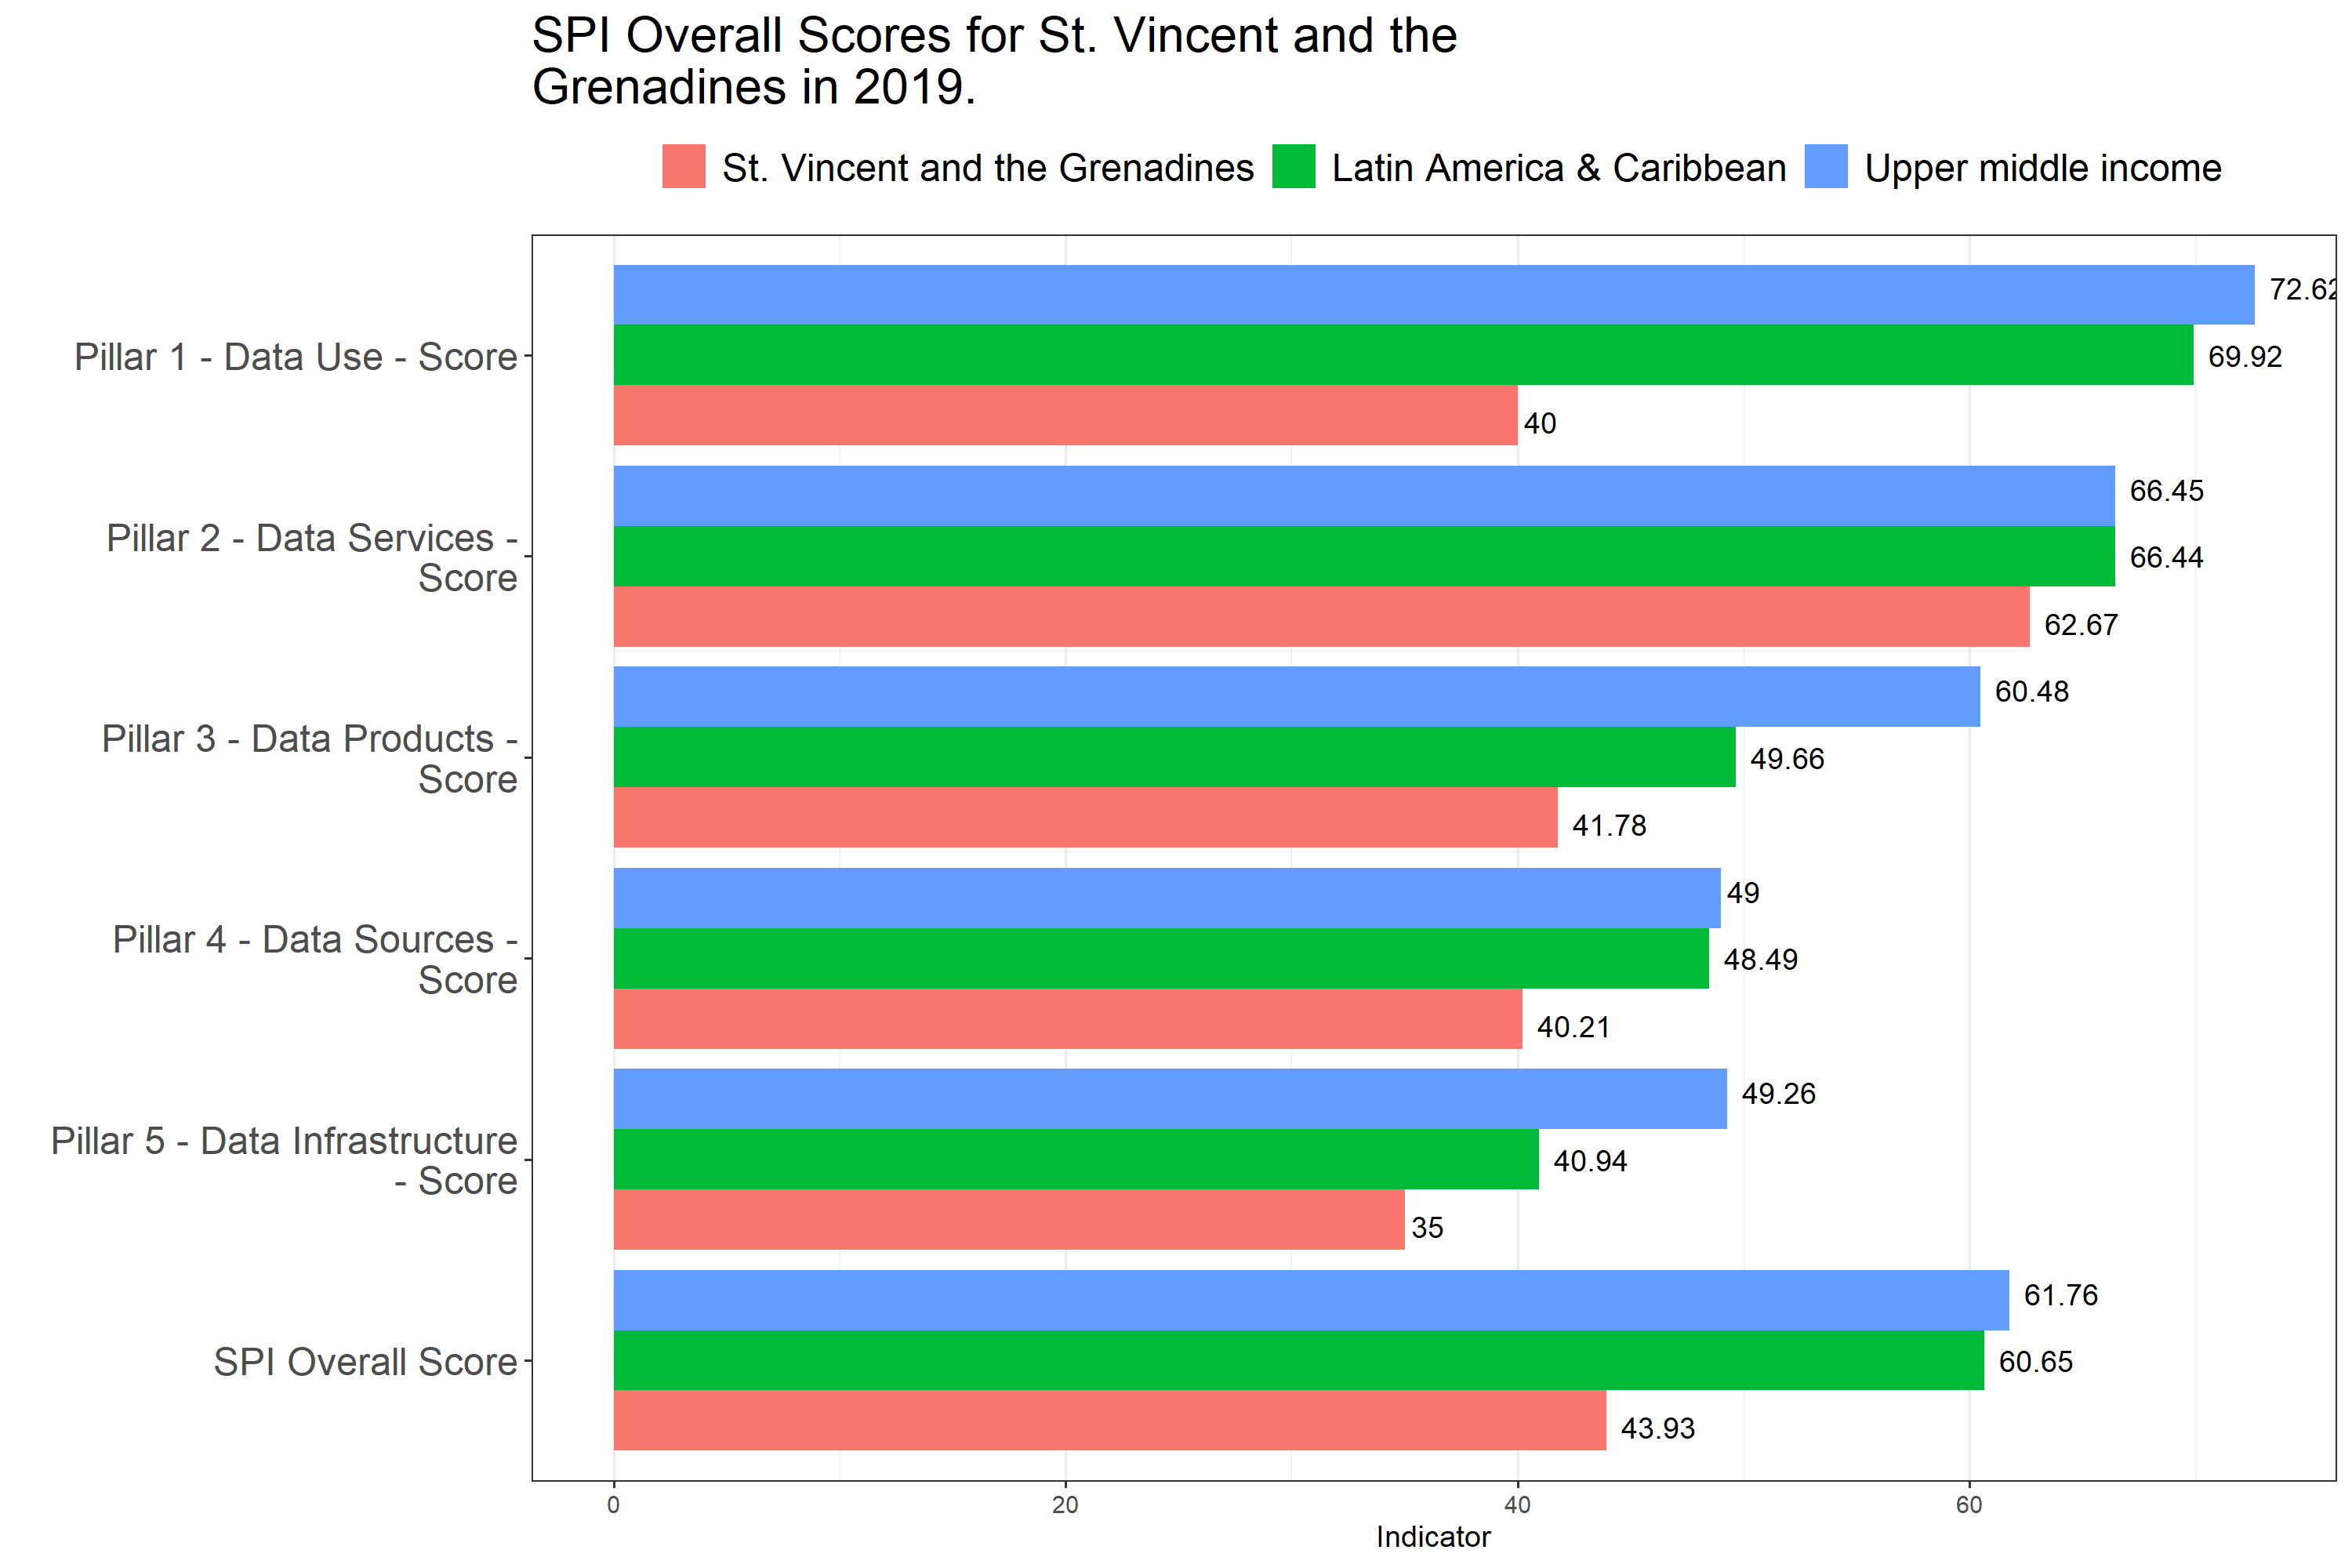 SPI Overall Scores for St. Vincent and the
Grenadines in 2019.
St. Vincent and the Grenadines Latin America & Caribbean Upper middle income
72.62
Pillar 1 - Data Use - Score
69.92
40
66.45
Pillar 2 - Data Services -
Score
66.44
62.67
60.48
Pillar 3 - Data Products -
Score
49.66
41.78
49
Pillar 4 - Data Sources -
Score
48.49
40.21
49.26
Pillar 5 - Data Infrastructure
- Score
40.94
35
61.76
SPI Overall Score
60.65
43.93
0 20 40 60
Indicator